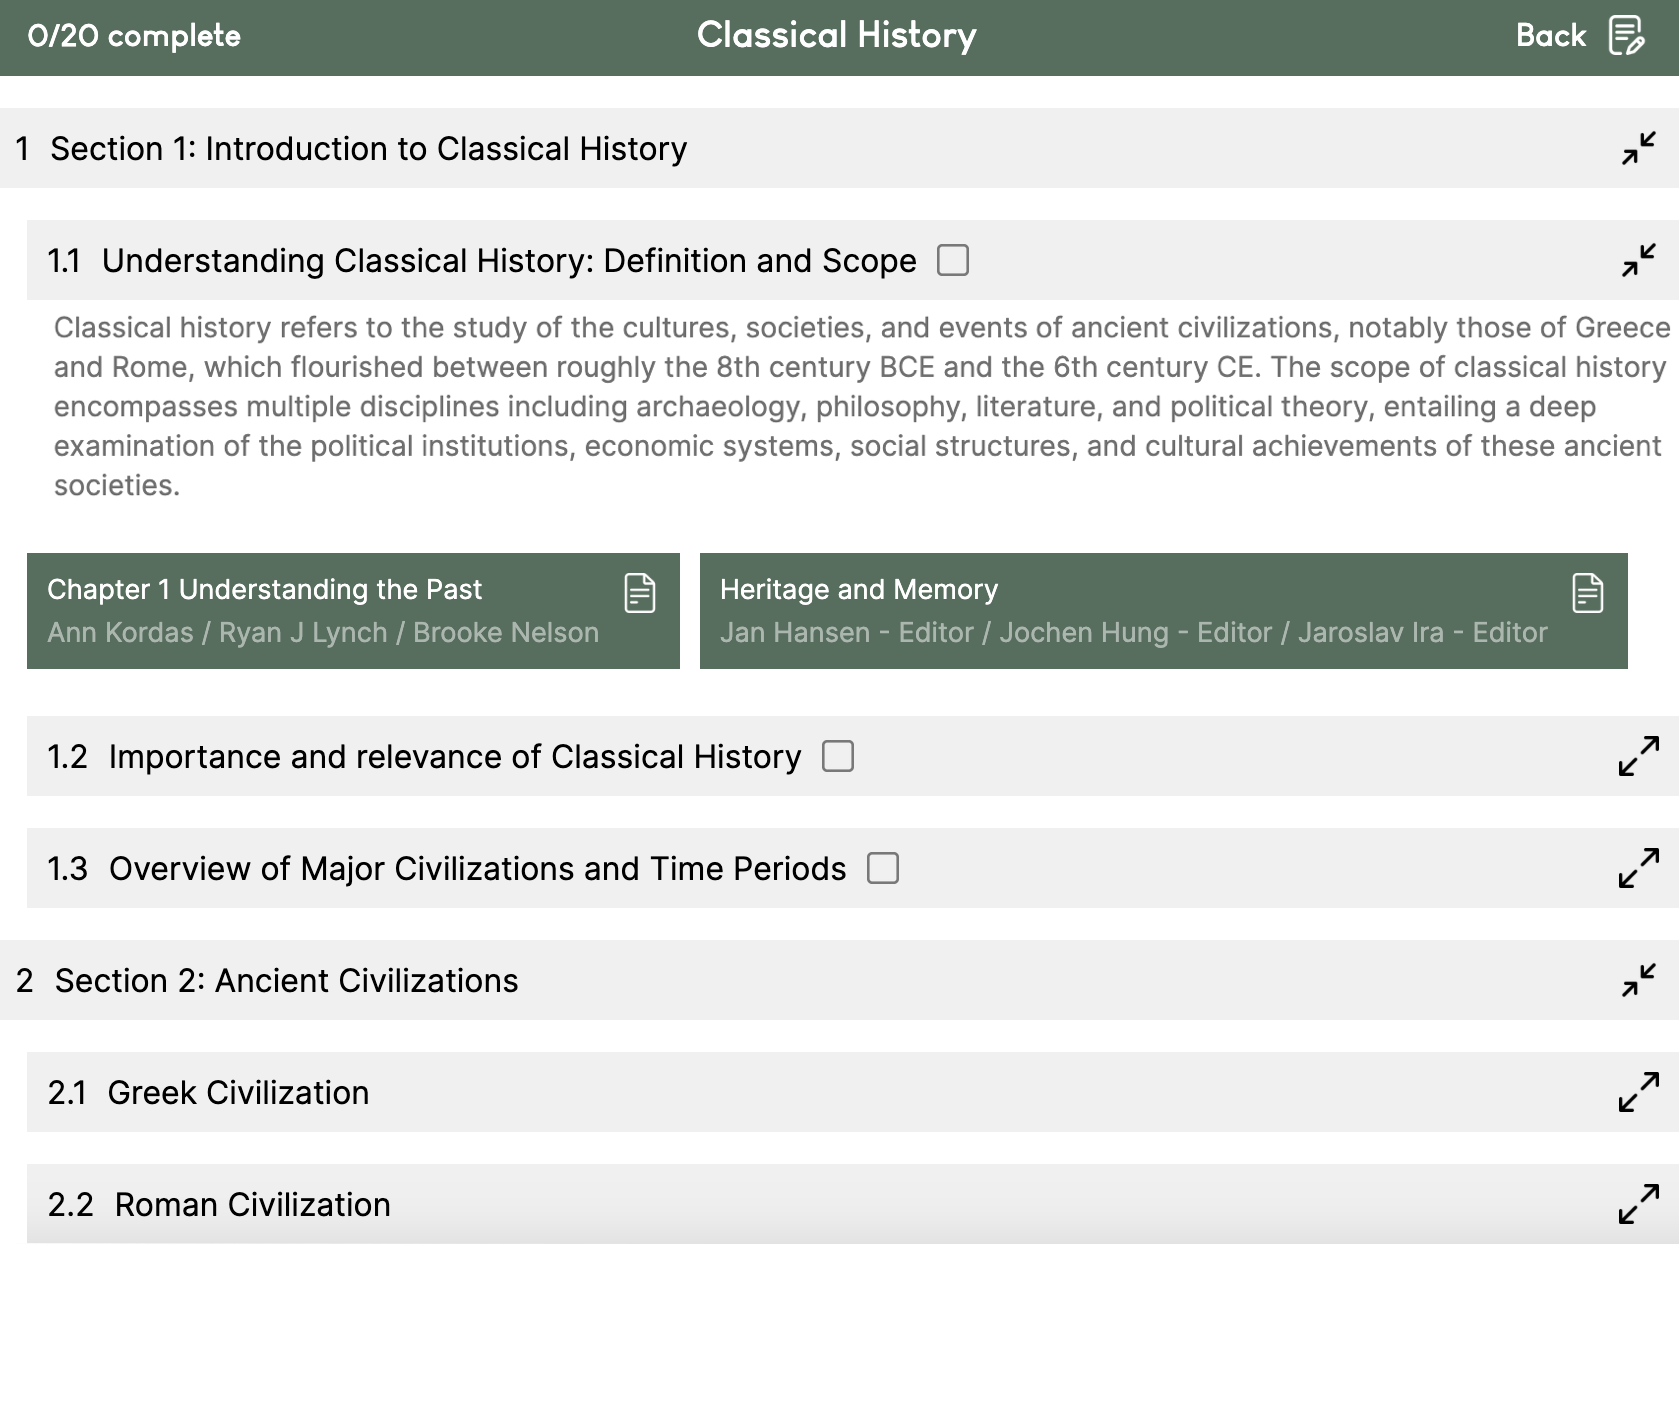 0/20 complete
Classical History
Back
1 Section 1: Introduction to Classical History
1.1 Understanding Classical History: Definition and Scope
Classical history refers to the study of the cultures, societies, and events of ancient civilizations, notably those of Greece
and Rome, which flourished between roughly the 8th century BCE and the 6th century CE. The scope of classical history
encompasses multiple disciplines including archaeology, philosophy, literature, and political theory, entailing a deep
examination of the political institutions, economic systems, social structures, and cultural achievements of these ancient
societies.
Chapter 1 Understanding the Past
Ann Kordas / Ryan J Lynch / Brooke Nelson
Heritage and Memory
Jan Hansen - Editor / Jochen Hung - Editor / Jaroslav Ira - Editor
1.2 Importance and relevance of Classical History
1.3 Overview of Major Civilizations and Time Periods
2 Section 2: Ancient Civilizations
2.1 Greek Civilization
2.2 Roman Civilization